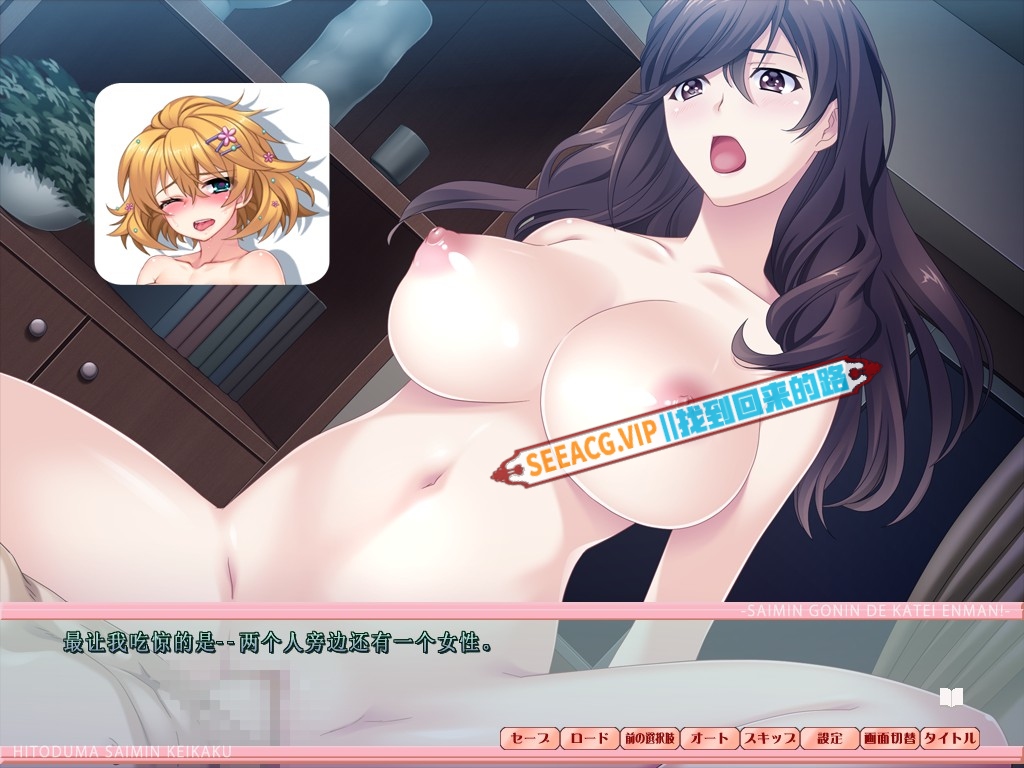 SEEACG.VIP||找到回来的路
-SAIMIN GONIN DE KATEI ENMAN!-
最让我吃惊的是--两个人旁边还有一个女性。
セーブ ロード 前の選択肢 オート スキップ 設定 画面切替 タイトル
HITODUMA SAIMIN KEIKAKU